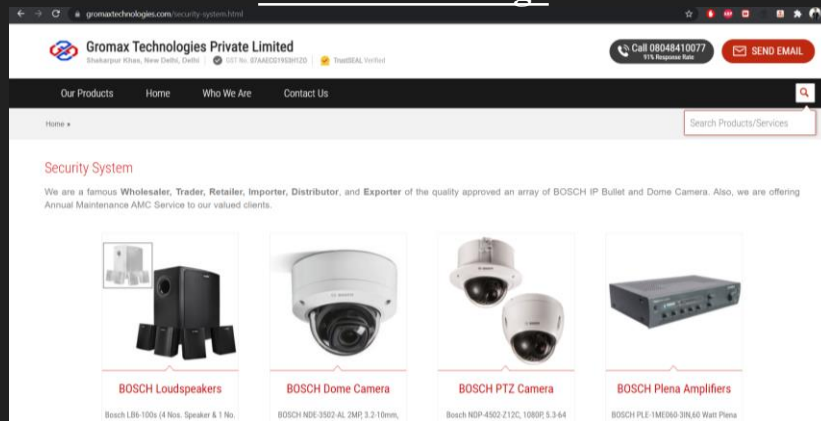 gromaxtechnologies.com/security-system.html
Gromax Technologies Private Limited
Shakarpur Khas, New Delhi, Delhi GST No. 07AAECG1953H1ZO TrustSEAL Verified
Call 08048410077
91% Response Rate
SEND EMAIL
Our Products Home Who We Are Contact Us
Home »
Search Products/Services
Security System
We are a famous Wholesaler, Trader, Retailer, Importer, Distributor, and Exporter of the quality approved an array of BOSCH IP Bullet and Dome Camera. Also, we are offering
Annual Maintenance AMC Service to our valued clients.
BOSCH Loudspeakers BOSCH Dome Camera BOSCH PTZ Camera BOSCH Plena Amplifiers
Bosch LB6-100s (4 Nos. Speaker & 1 No. BOSCH NDE-3502-AL 2MP, 3.2-10mm, Bosch NDP-4502-Z12C, 1080P, 5.3-64 BOSCH PLE-1ME060-3IN,60 Watt Plena